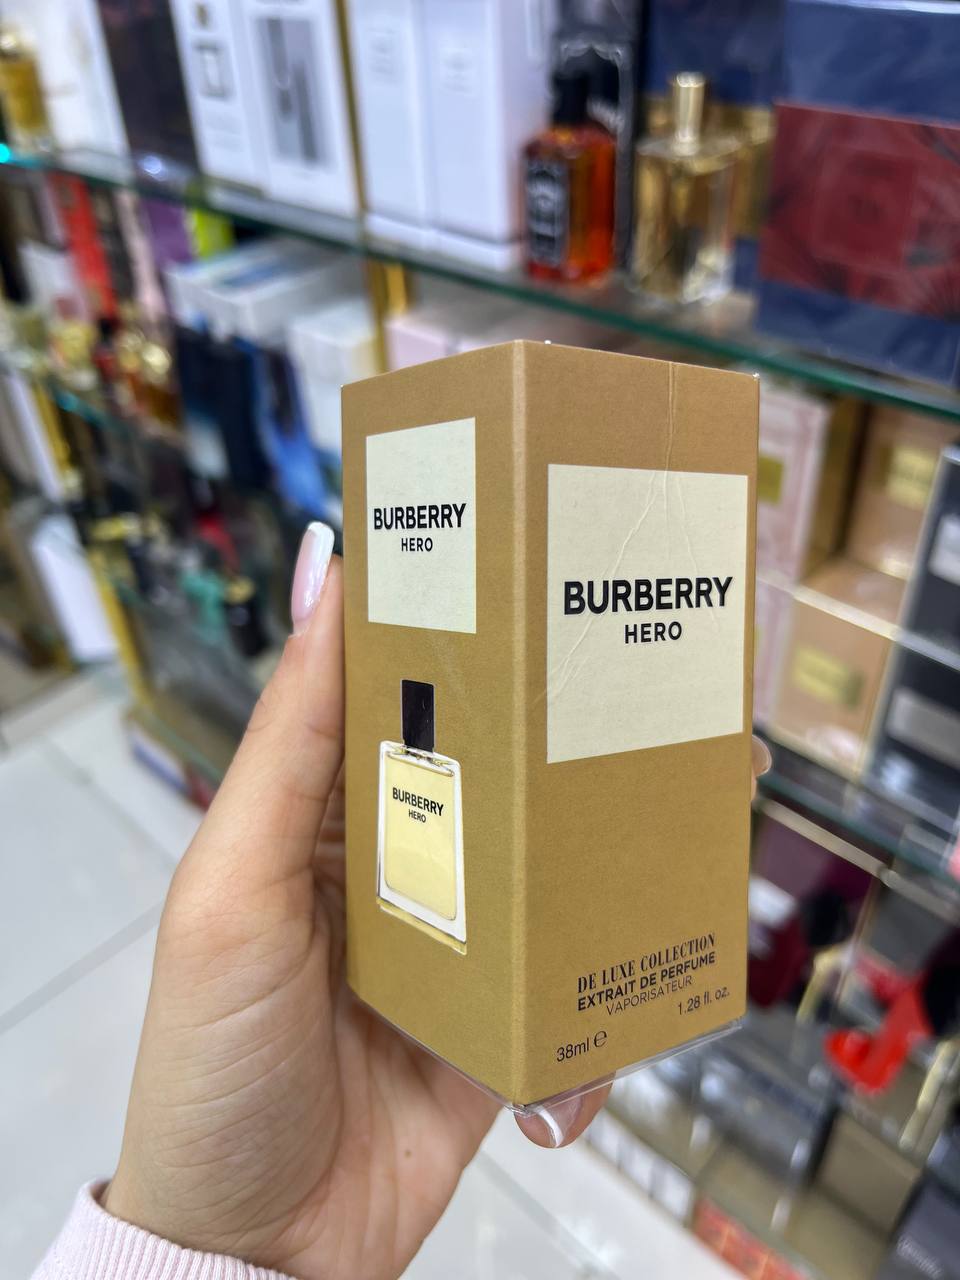 BURBERRY
HERO
BURBERRY
HERO
BURBERRY
HERO
DE LUXE COLLECTION
EXTRAIT DE PERFUME
VAPORISATEUR
38ml ℮ 1.28 fl. oz.